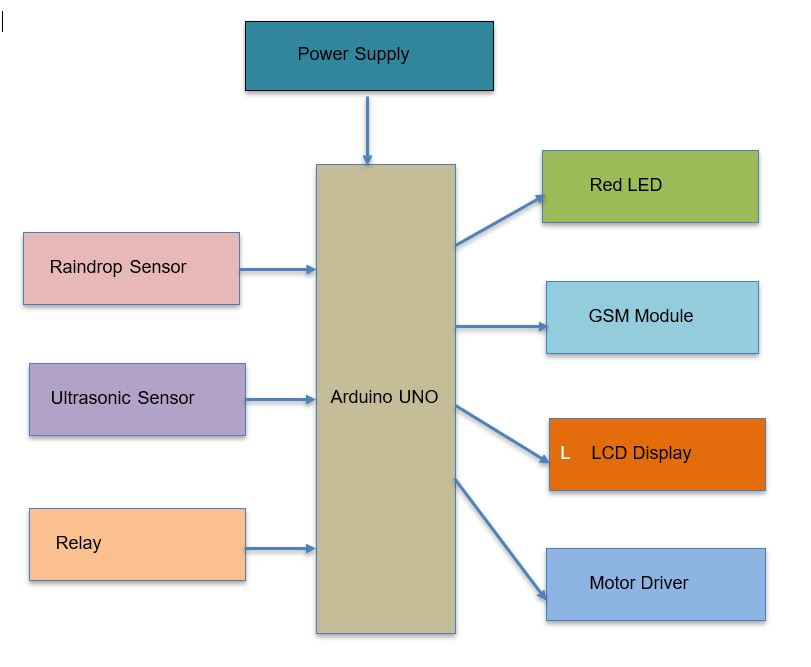 Power Supply
Red LED
Raindrop Sensor
GSM Module
Ultrasonic Sensor
Arduino UNO
L LCD Display
Relay
Motor Driver